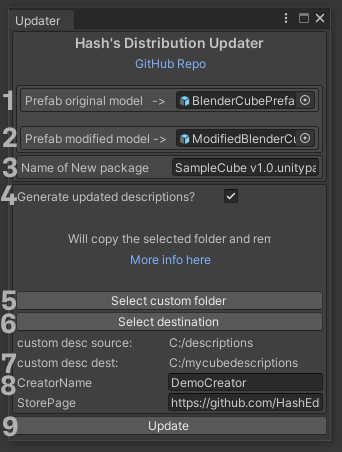 Updater
Hash's Distribution Updater
GitHub Repo
1 Prefab original model -> BlenderCubePrefa
2 Prefab modified model -> ModifiedBlenderCu
3 Name of New package SampleCube v1.0.unitypa
4 Generate updated descriptions?
Will copy the selected folder and rem
More info here
5 Select custom folder
6 Select destination
custom desc source: C:/descriptions
7 custom desc dest: C:/mycubedescriptions
8 CreatorName DemoCreator
StorePage https://github.com/HashEd
9 Update